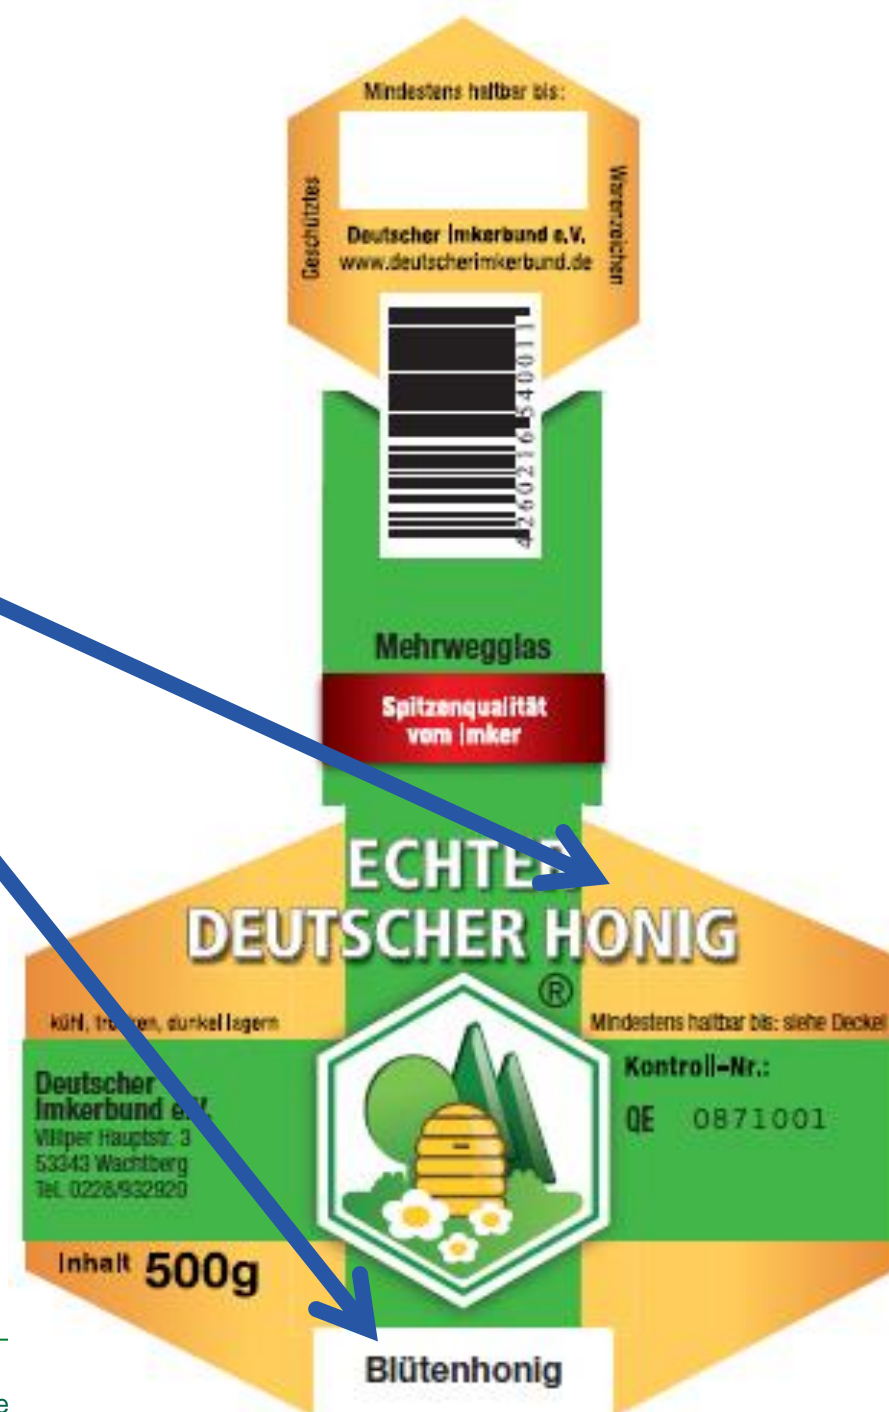 Mindestens haltbar bis:
Geschütztes
Warenzeichen
Deutscher Imkerbund e.V.
www.deutscherimkerbund.de
4260216 540011
Mehrwegglas
Spitzenqualität
vom Imker
ECHTER
DEUTSCHER HONIG
®
kühl, trocken, dunkel lagern
Mindestens haltbar bis: siehe Deckel
Deutscher
Imkerbund e.V.
Villiper Hauptstr. 3
53343 Wachtberg
Tel. 0228/932920
Kontroll-Nr.:
QE 0871001
Inhalt 500g
Blütenhonig
e